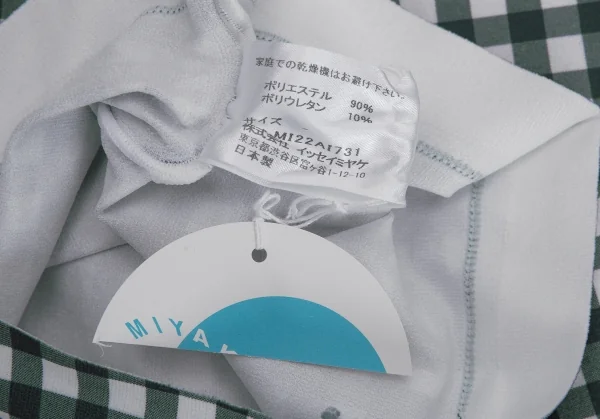 家庭での乾燥機はお避け下さい。
ポリエステル 90%
ポリウレタン 10%
サイズ
MI22AI731
株式会社 イッセイミヤケ
東京都渋谷区富ヶ谷1-12-10
日本製
MIYAK